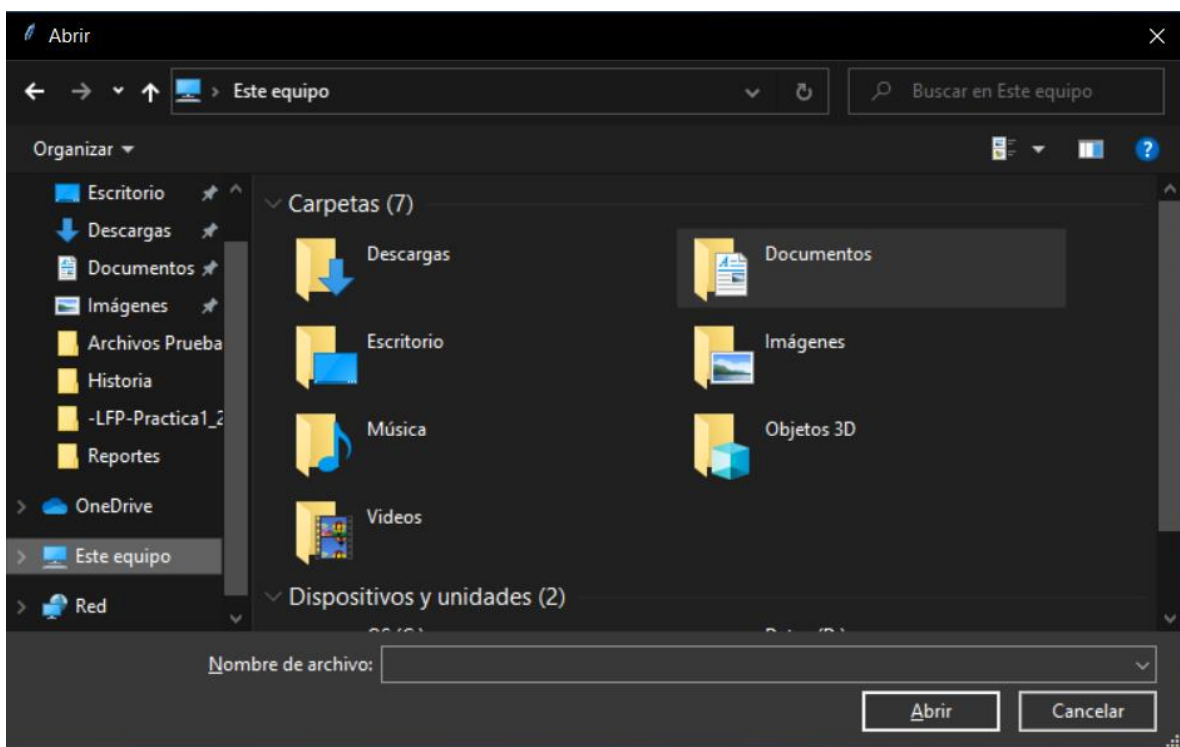 Abrir
Este equipo
Buscar en Este equipo
Organizar
Escritorio
Descargas
Documentos
Imágenes
Archivos Prueba
Historia
-LFP-Practica1_2
Reportes
OneDrive
Este equipo
Red
Carpetas (7)
Descargas
Documentos
Escritorio
Imágenes
Música
Objetos 3D
Videos
Dispositivos y unidades (2)
Nombre de archivo:
Abrir
Cancelar